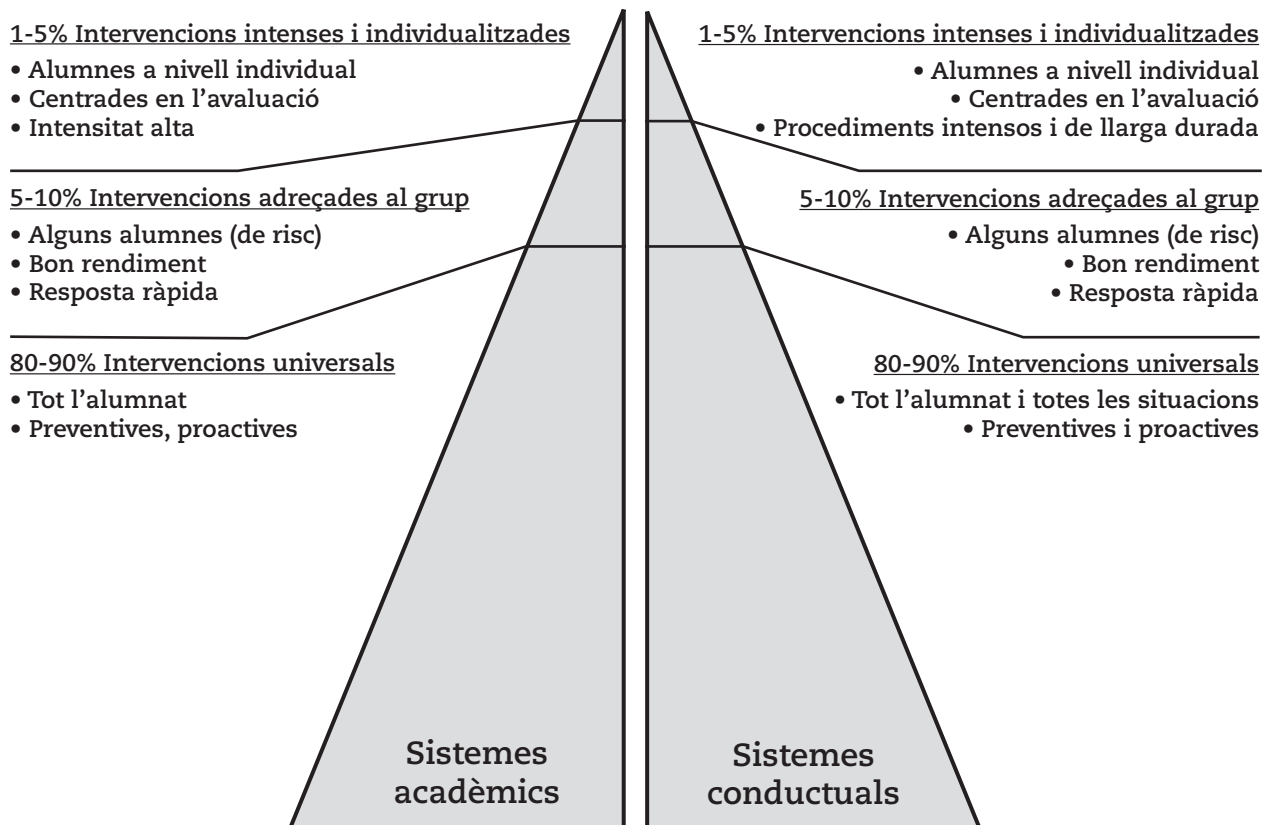 1-5% Intervencions intenses i individualitzades
• Alumnes a nivell individual
• Centrades en l’avaluació
• Intensitat alta
5-10% Intervencions adreçades al grup
• Alguns alumnes (de risc)
• Bon rendiment
• Resposta ràpida
80-90% Intervencions universals
• Tot l’alumnat
• Preventives, proactives
Sistemes
acadèmics
1-5% Intervencions intenses i individualitzades
• Alumnes a nivell individual
• Centrades en l’avaluació
• Procediments intensos i de llarga durada
5-10% Intervencions adreçades al grup
• Alguns alumnes (de risc)
• Bon rendiment
• Resposta ràpida
80-90% Intervencions universals
• Tot l’alumnat i totes les situacions
• Preventives i proactives
Sistemes
conductuals